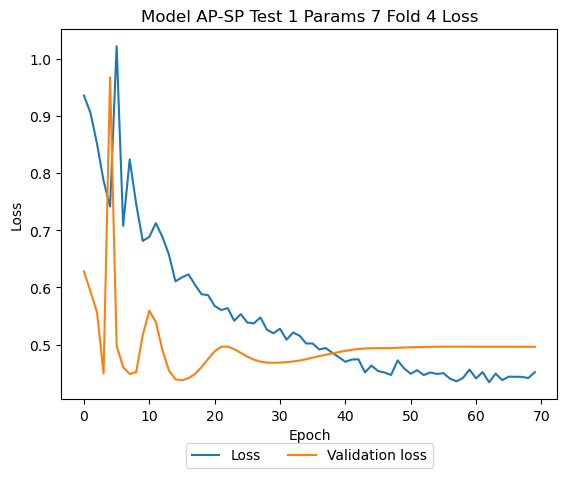 Model AP-SP Test 1 Params 7 Fold 4 Loss
1.0
0.9
0.8
0.7
0.6
0.5
Loss
0 10 20 30 40 50 60 70
Epoch
Loss Validation loss